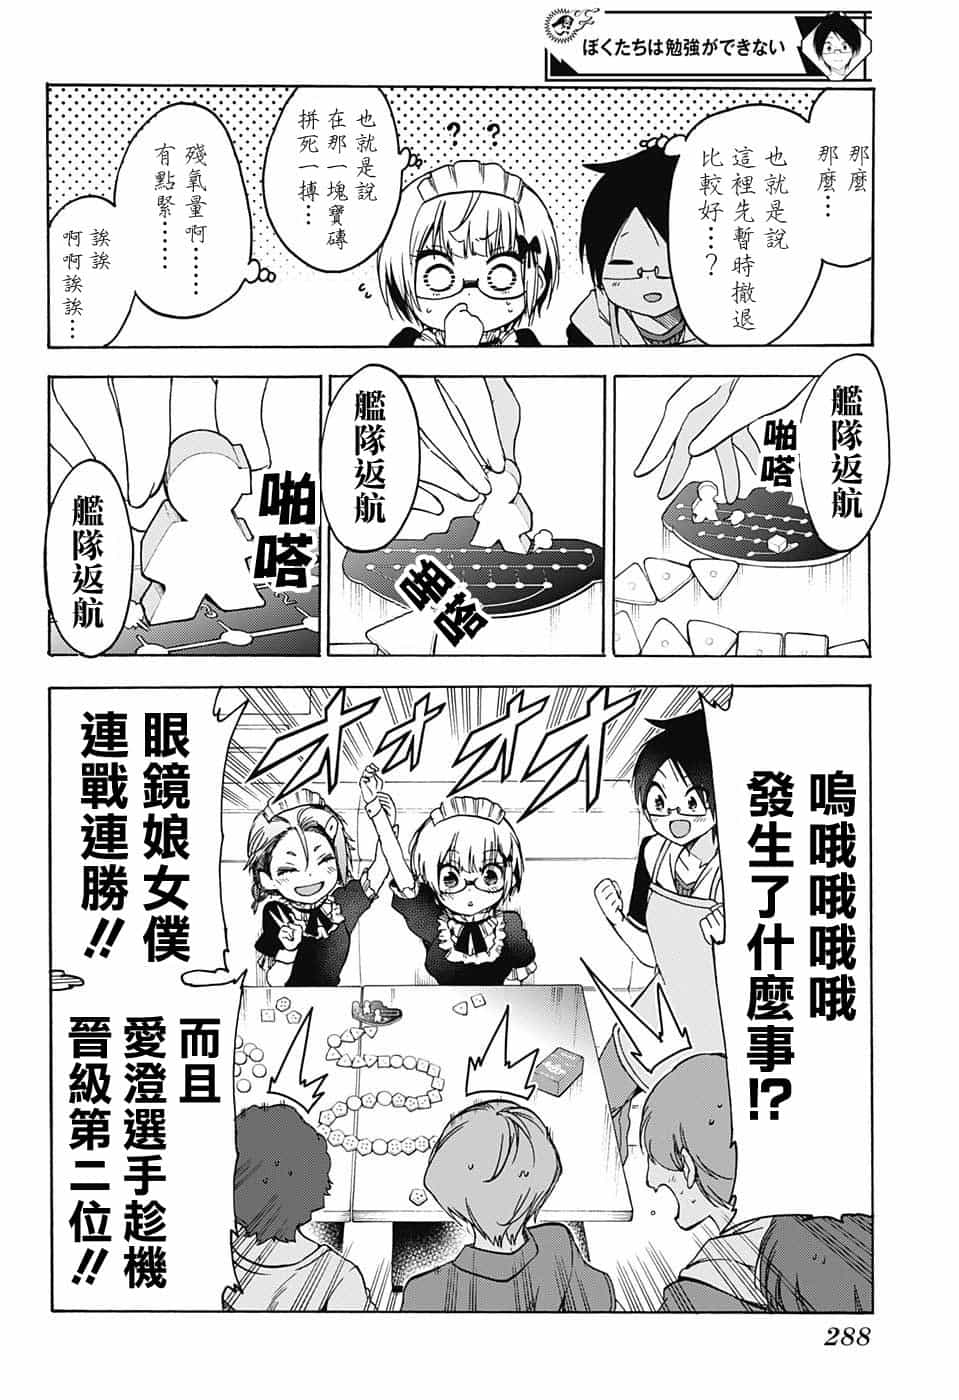 ぼくたちは勉強ができない
那麼
那麼…
也就是說
這裡先暫時撤退
比較好…？
？？
也就是說
在那一塊寶磚
拼死一搏…
殘氧量啊……
有點緊……
誒誒
啊啊誒誒…
艦隊返航
啪嗒
艦隊返航
啪嗒
艦隊返航
啪嗒
オオオオオ
嗚哦哦哦哦
發生了什麼事!?
眼鏡娘女僕
連戰連勝!!
而且
愛澄選手趁機
晉級第二位!!
288